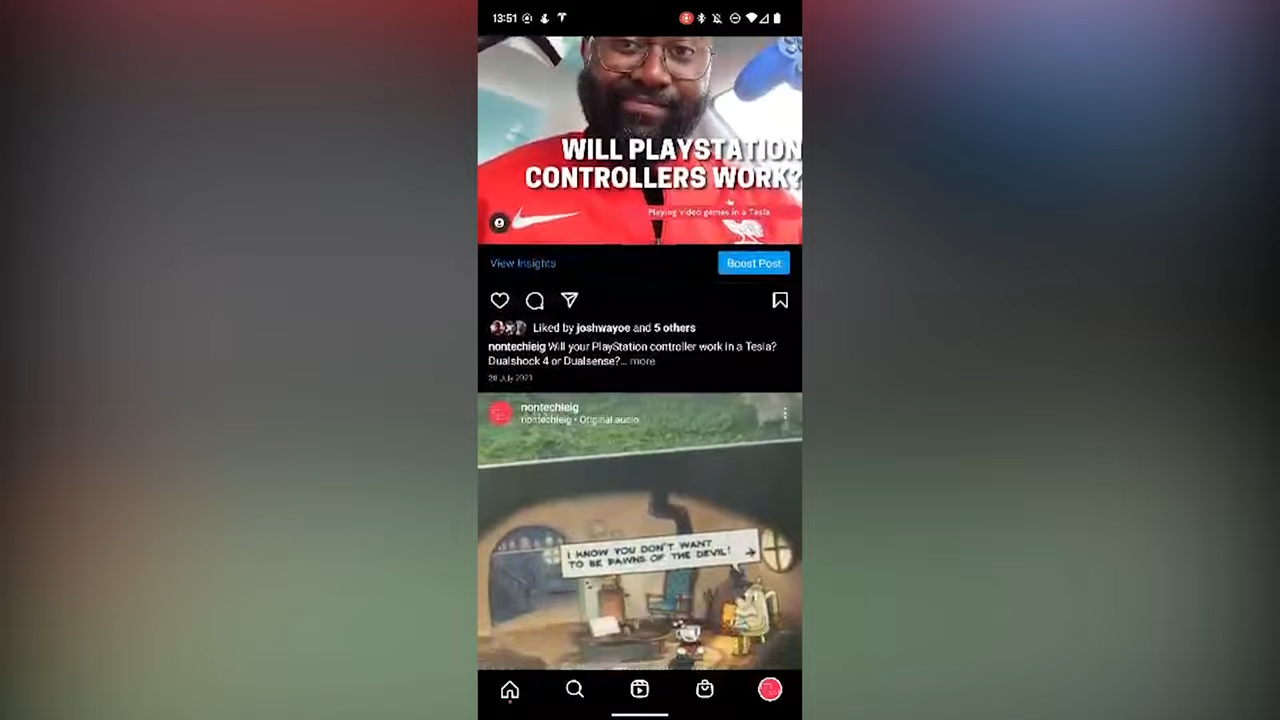 13:51
WILL PLAYSTATION
CONTROLLERS WORK?
Playing video games in a Tesla
View Insights
Boost Post
Liked by joshwayoe and 5 others
nontechieig Will your PlayStation controller work in a Tesla?
Dualshock 4 or Dualsense?... more
28 July 2021
nontechieig
nontechieig • Original audio
I KNOW YOU DON'T WANT
TO BE PAWNS OF THE DEVIL!